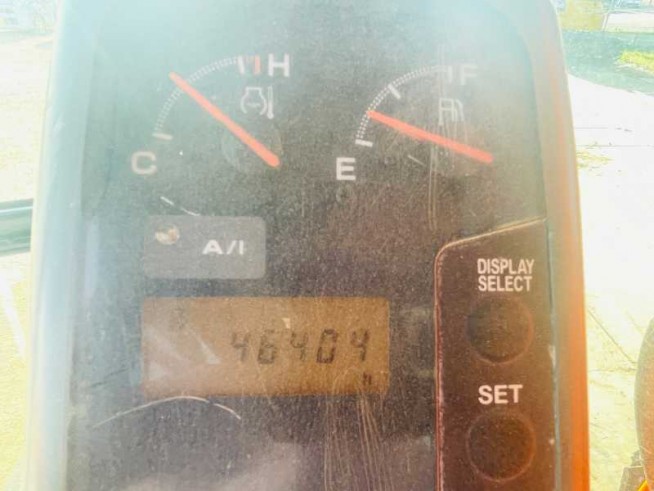 H
F
C
E
A/I
DISPLAY
SELECT
46404
h
SET